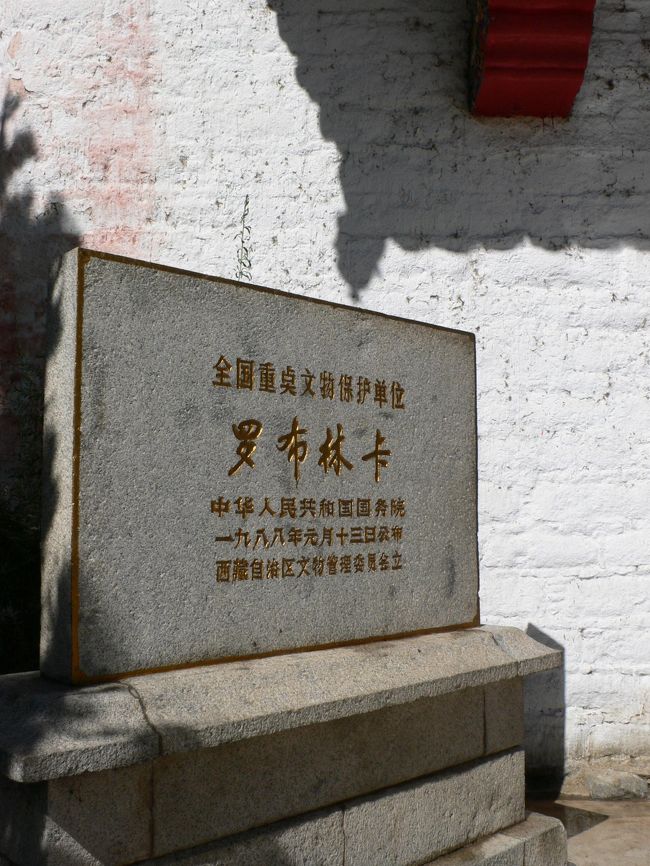 全国重点文物保护单位
罗布林卡
中华人民共和国国务院
一九八八年元月十三日公布
西藏自治区文物管理委员会立